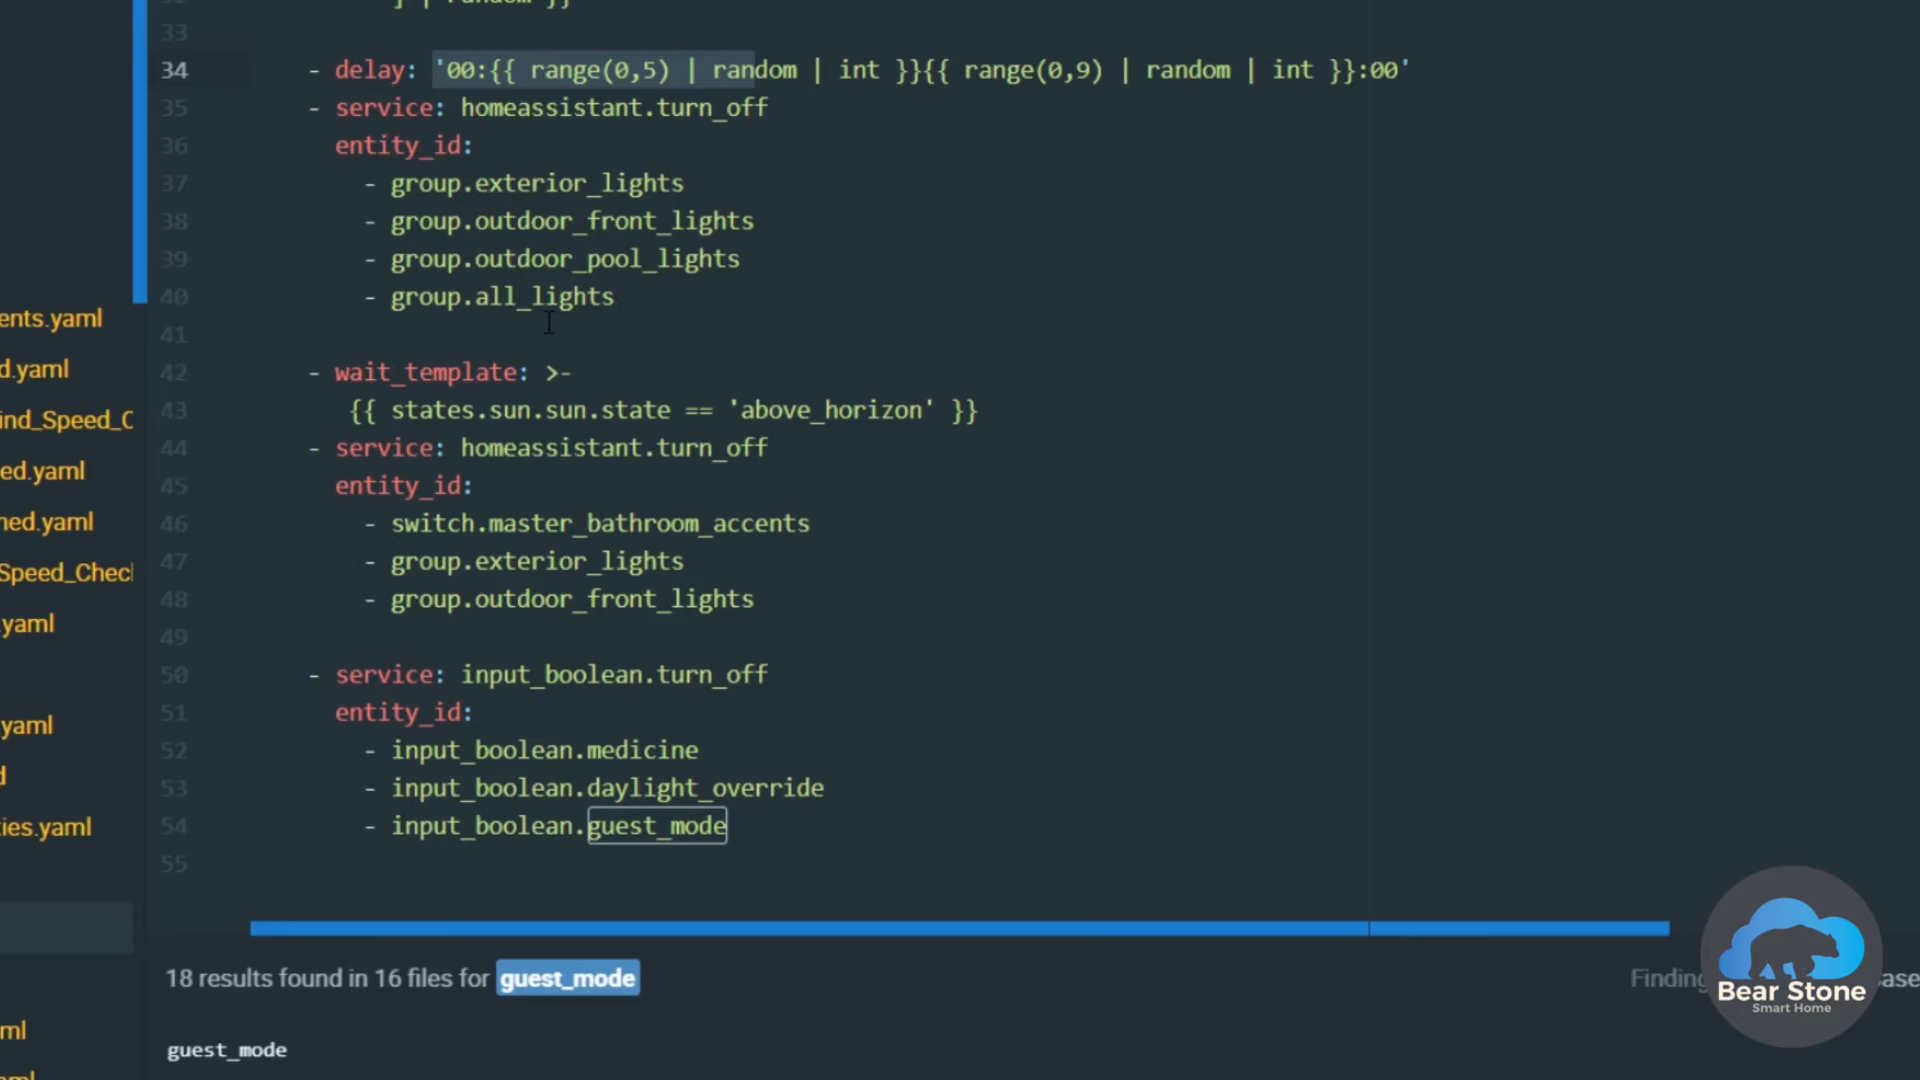 33
34 - delay: '00:{{ range(0,5) | random | int }}{{ range(0,9) | random | int }}:00'
35 - service: homeassistant.turn_off
36 entity_id:
37 - group.exterior_lights
38 - group.outdoor_front_lights
39 - group.outdoor_pool_lights
40 - group.all_lights
41
42 - wait_template: >-
43 {{ states.sun.sun.state == 'above_horizon' }}
44 - service: homeassistant.turn_off
45 entity_id:
46 - switch.master_bathroom_accents
47 - group.exterior_lights
48 - group.outdoor_front_lights
49
50 - service: input_boolean.turn_off
51 entity_id:
52 - input_boolean.medicine
53 - input_boolean.daylight_override
54 - input_boolean.guest_mode
55
ents.yaml
d.yaml
ind_Speed_C
ed.yaml
ned.yaml
Speed_Chec
.yaml
yaml
d
ies.yaml
ml
18 results found in 16 files for guest_mode
Finding
guest_mode
Bear Stone
Smart Home